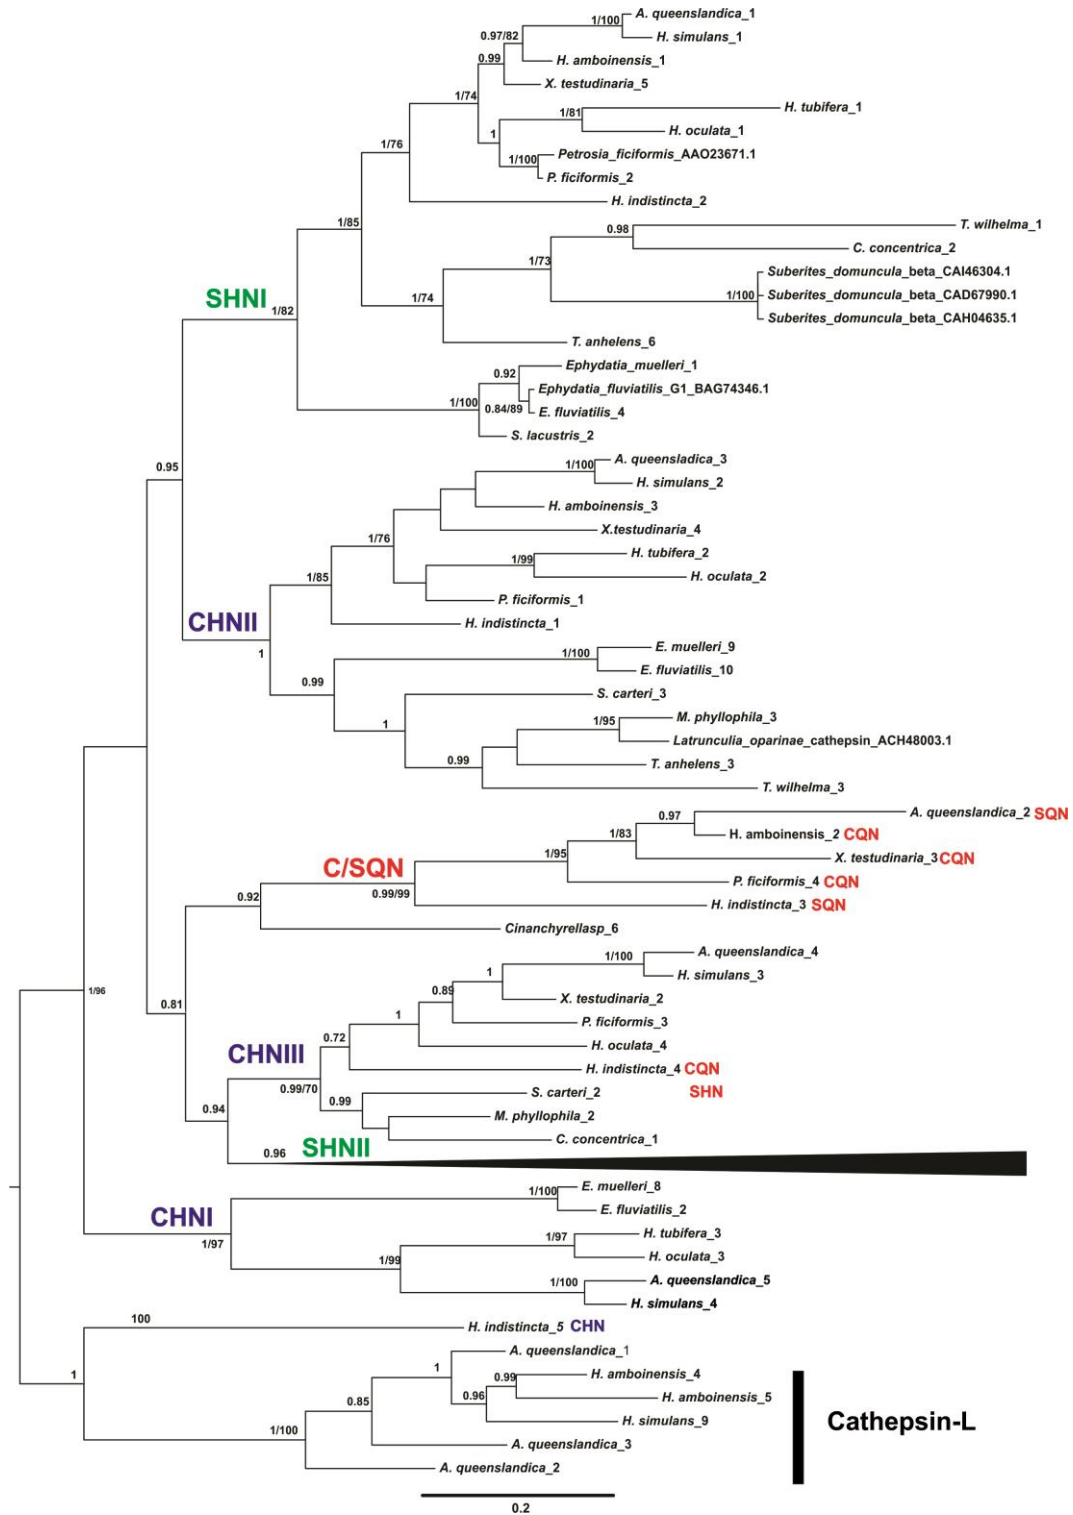 A. queenslandica_1
1/100
H. simulans_1
0.97/82
0.99
H. amboinensis_1
X. testudinaria_5
1/74
H. tubifera_1
1/81
H. oculata_1
1
1/76
Petrosia_ficiformis_AAO23671.1
1/100
P. ficiformis_2
H. indistincta_2
1/85
T. wilhelma_1
0.98
C. concentrica_2
1/73
Suberites_domuncula_beta_CAI46304.1
1/100
Suberites_domuncula_beta_CAD67990.1
1/74
SHNI
1/82
Suberites_domuncula_beta_CAH04635.1
T. anhelens_6
Ephydatia_muelleri_1
0.92
Ephydatia_fluviatilis_G1_BAG74346.1
1/100
0.84/89
E. fluviatilis_4
S. lacustris_2
0.95
A. queensladica_3
1/100
H. simulans_2
H. amboinensis_3
X.testudinaria_4
1/76
H. tubifera_2
1/99
H. oculata_2
1/85
P. ficiformis_1
CHNII
H. indistincta_1
1
E. muelleri_9
1/100
E. fluviatilis_10
0.99
S. carteri_3
M. phyllophila_3
1/95
1
Latrunculia_oparinae_cathepsin_ACH48003.1
0.99
T. anhelens_3
T. wilhelma_3
A. queenslandica_2 SQN
0.97
H. amboinensis_2 CQN
1/83
X. testudinaria_3 CQN
1/95
C/SQN
P. ficiformis_4 CQN
0.99/99
H. indistincta_3 SQN
0.92
Cinanchyrellasp_6
A. queenslandica_4
1/100
H. simulans_3
1
0.89
X. testudinaria_2
1/96
0.81
P. ficiformis_3
1
H. oculata_4
0.72
CHNIII
H. indistincta_4 CQN
0.99/70
S. carteri_2 SHN
0.99
M. phyllophila_2
0.94
C. concentrica_1
SHNII
0.96
E. muelleri_8
1/100
E. fluviatilis_2
CHNI
1/97
H. tubifera_3
1/97
H. oculata_3
1/99
A. queenslandica_5
1/100
H. simulans_4
100
H. indistincta_5 CHN
A. queenslandica_1
1
1
H. amboinensis_4
0.99
H. amboinensis_5
0.96
0.85
H. simulans_9
1/100
A. queenslandica_3
A. queenslandica_2
Cathepsin-L
0.2